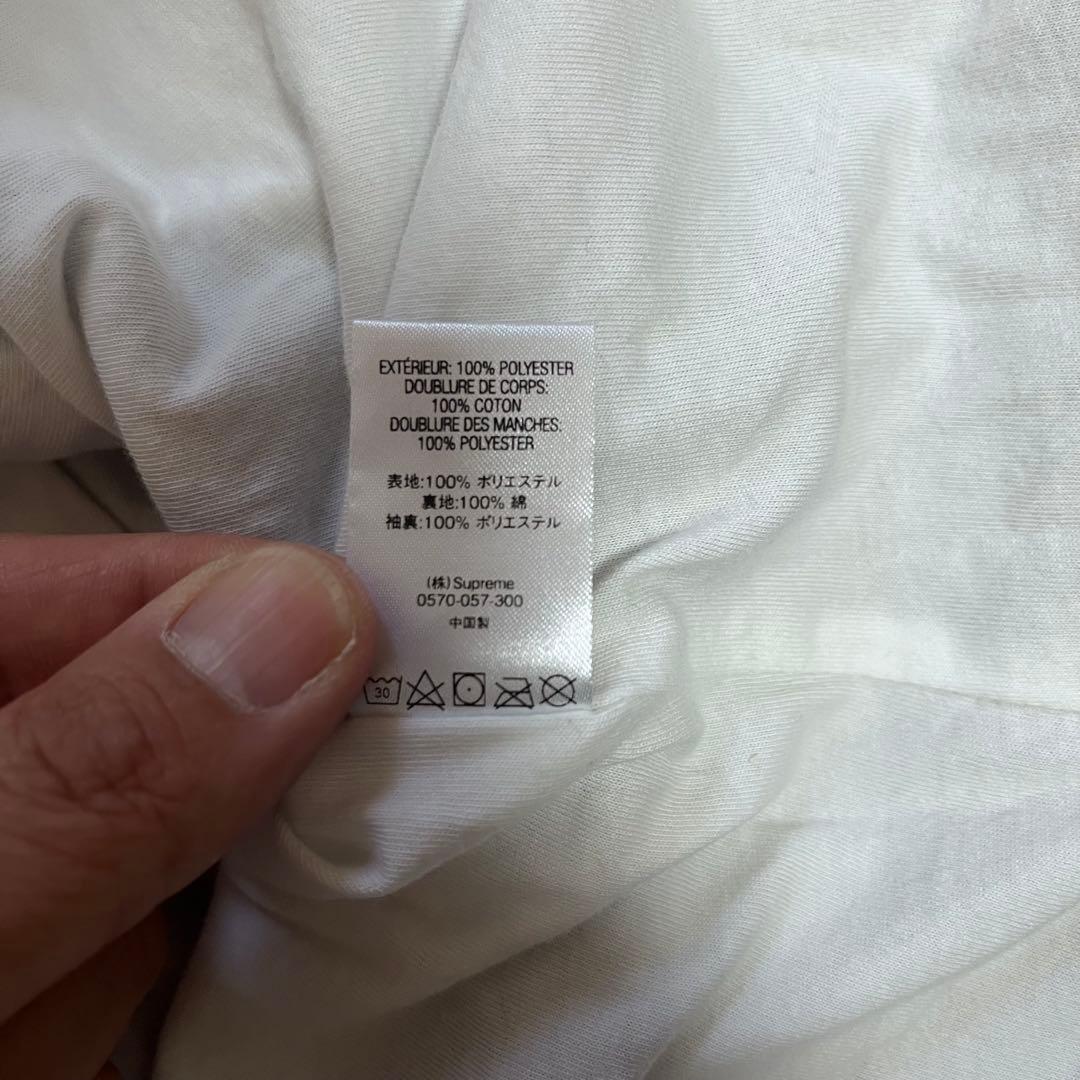 EXTÉRIEUR: 100% POLYESTER
DOUBLURE DE CORPS:
100% COTON
DOUBLURE DES MANCHES:
100% POLYESTER
表地:100% ポリエステル
裏地:100% 綿
袖裏:100% ポリエステル
(株)Supreme
0570-057-300
中国製
30